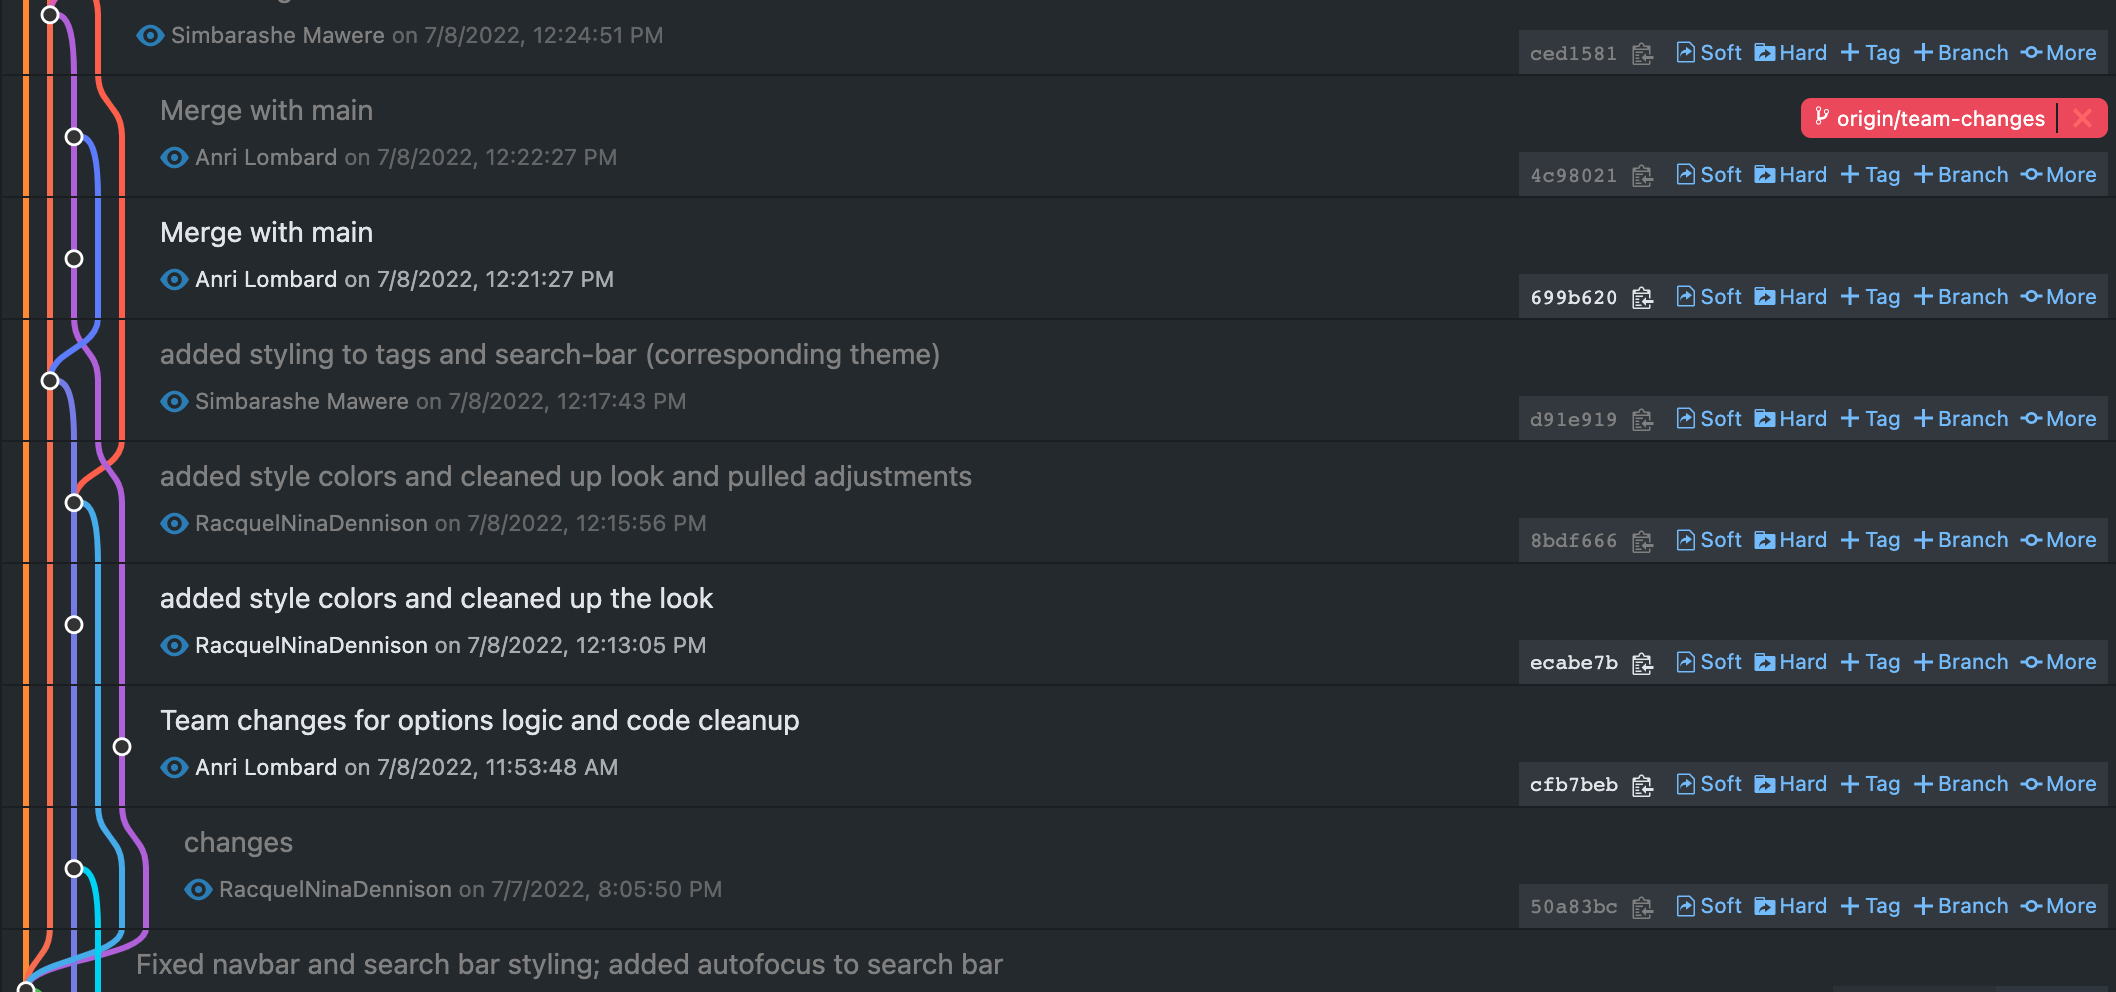 Simbarashe Mawere on 7/8/2022, 12:24:51 PM
ced1581 Soft Hard Tag Branch More
Merge with main
origin/team-changes
Anri Lombard on 7/8/2022, 12:22:27 PM
4c98021 Soft Hard Tag Branch More
Merge with main
Anri Lombard on 7/8/2022, 12:21:27 PM
699b620 Soft Hard Tag Branch More
added styling to tags and search-bar (corresponding theme)
Simbarashe Mawere on 7/8/2022, 12:17:43 PM
d91e919 Soft Hard Tag Branch More
added style colors and cleaned up look and pulled adjustments
RacquelNinaDennison on 7/8/2022, 12:15:56 PM
8bdf666 Soft Hard Tag Branch More
added style colors and cleaned up the look
RacquelNinaDennison on 7/8/2022, 12:13:05 PM
ecabe7b Soft Hard Tag Branch More
Team changes for options logic and code cleanup
Anri Lombard on 7/8/2022, 11:53:48 AM
cfb7beb Soft Hard Tag Branch More
changes
RacquelNinaDennison on 7/7/2022, 8:05:50 PM
50a83bc Soft Hard Tag Branch More
Fixed navbar and search bar styling; added autofocus to search bar